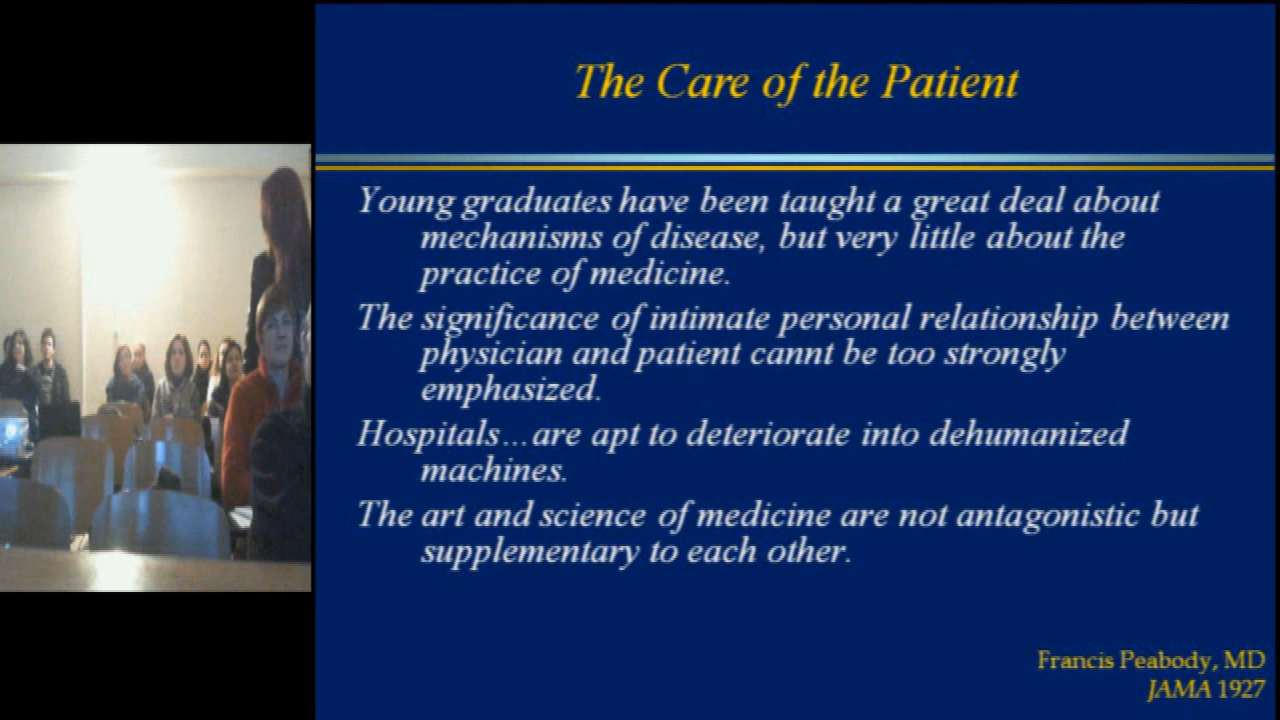 The Care of the Patient
Young graduates have been taught a great deal about
mechanisms of disease, but very little about the
practice of medicine.
The significance of intimate personal relationship between
physician and patient cannt be too strongly
emphasized.
Hospitals...are apt to deteriorate into dehumanized
machines.
The art and science of medicine are not antagonistic but
supplementary to each other.
Francis Peabody, MD
JAMA 1927